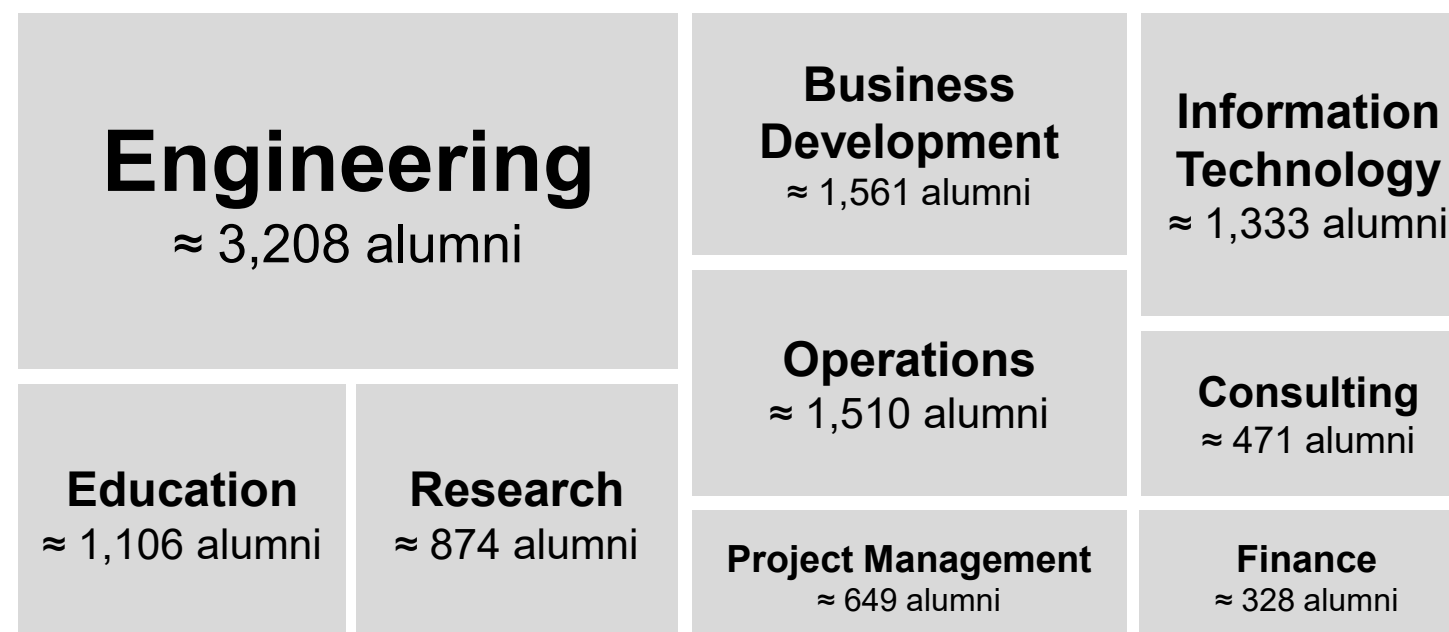 Engineering
≈ 3,208 alumni
Business
Development
≈ 1,561 alumni
Information
Technology
≈ 1,333 alumni
Operations
≈ 1,510 alumni
Consulting
≈ 471 alumni
Education
≈ 1,106 alumni
Research
≈ 874 alumni
Project Management
≈ 649 alumni
Finance
≈ 328 alumni